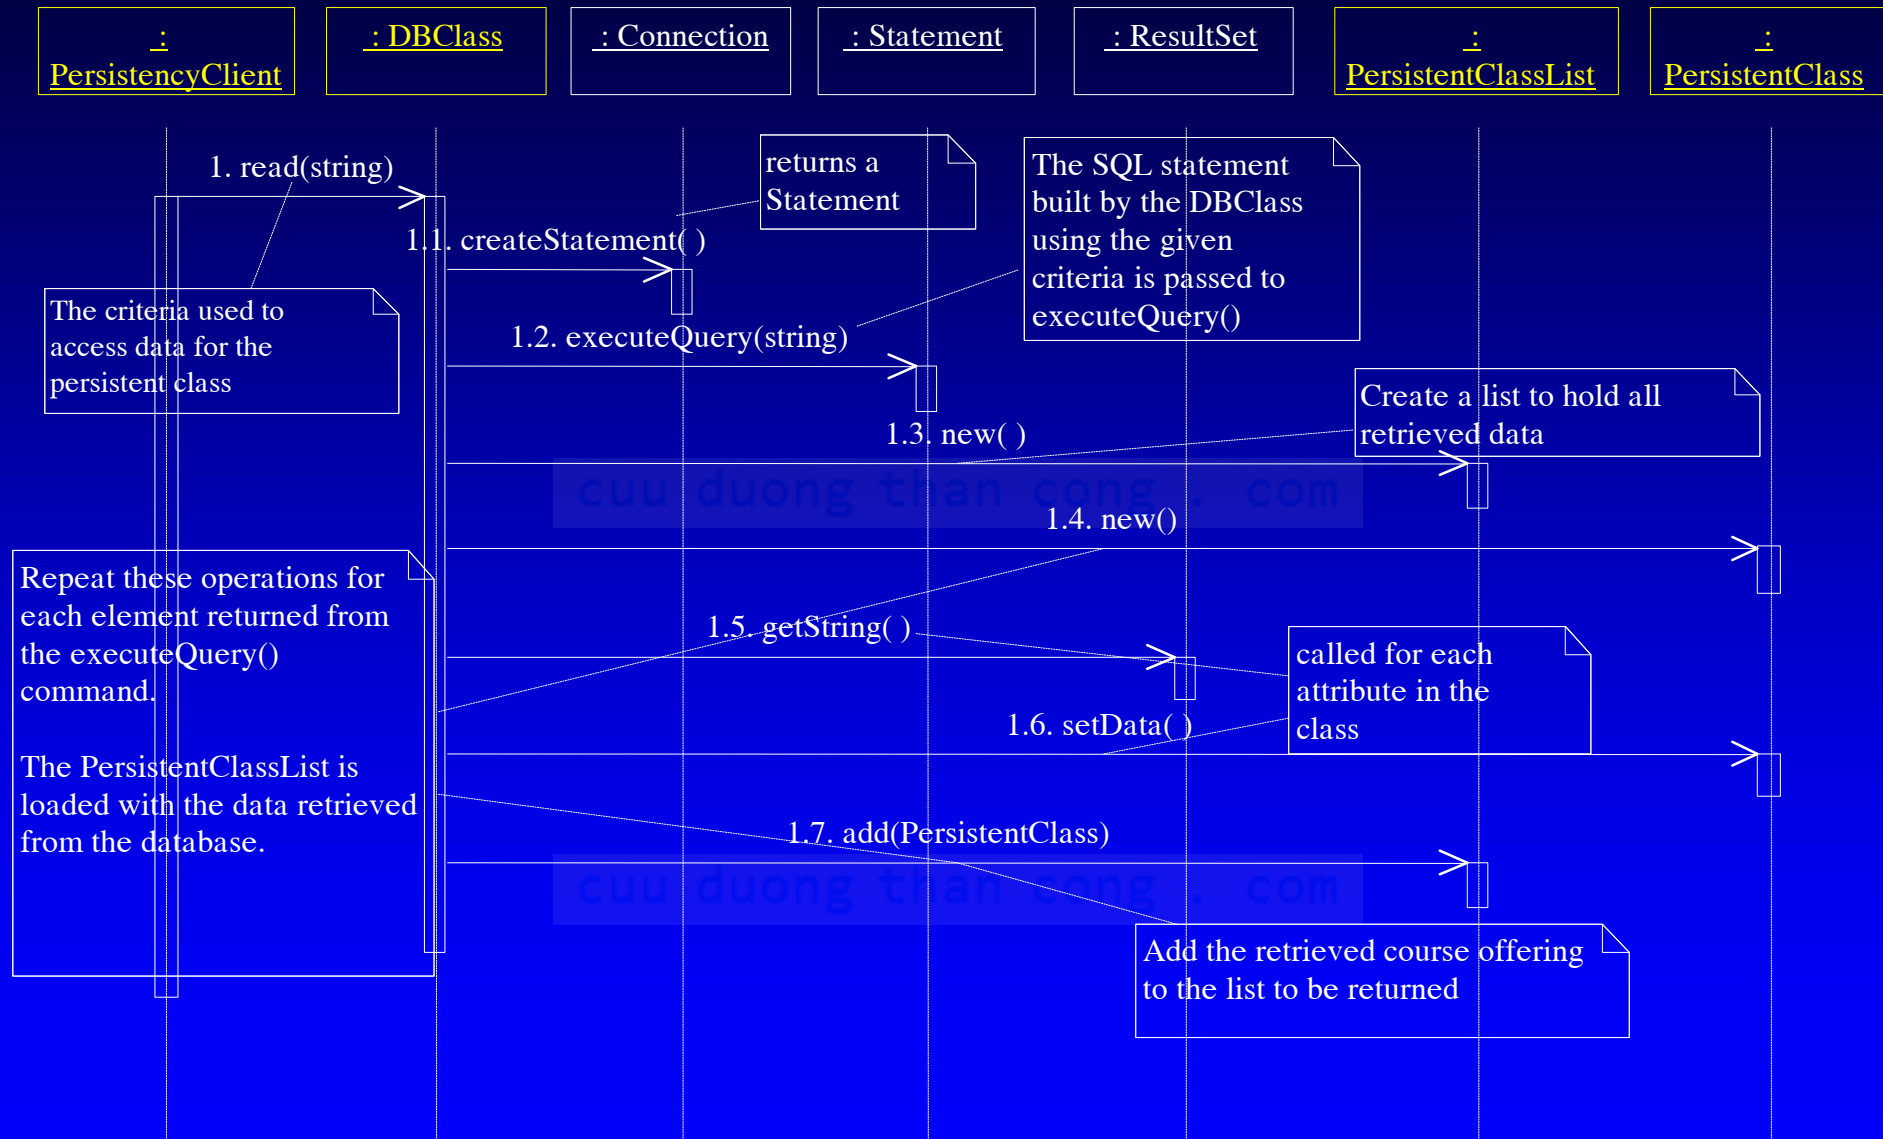 :
PersistencyClient
: DBClass
: Connection
: Statement
: ResultSet
:
PersistentClassList
:
PersistentClass
1. read(string)
returns a
Statement
The SQL statement
built by the DBClass
using the given
criteria is passed to
executeQuery()
1.1. createStatement( )
The criteria used to
access data for the
persistent class
1.2. executeQuery(string)
Create a list to hold all
retrieved data
1.3. new( )
cuu duong than cong . com
1.4. new()
Repeat these operations for
each element returned from
the executeQuery()
command.
The PersistentClassList is
loaded with the data retrieved
from the database.
1.5. getString( )
called for each
attribute in the
class
1.6. setData( )
1.7. add(PersistentClass)
cuu duong than cong . com
Add the retrieved course offering
to the list to be returned